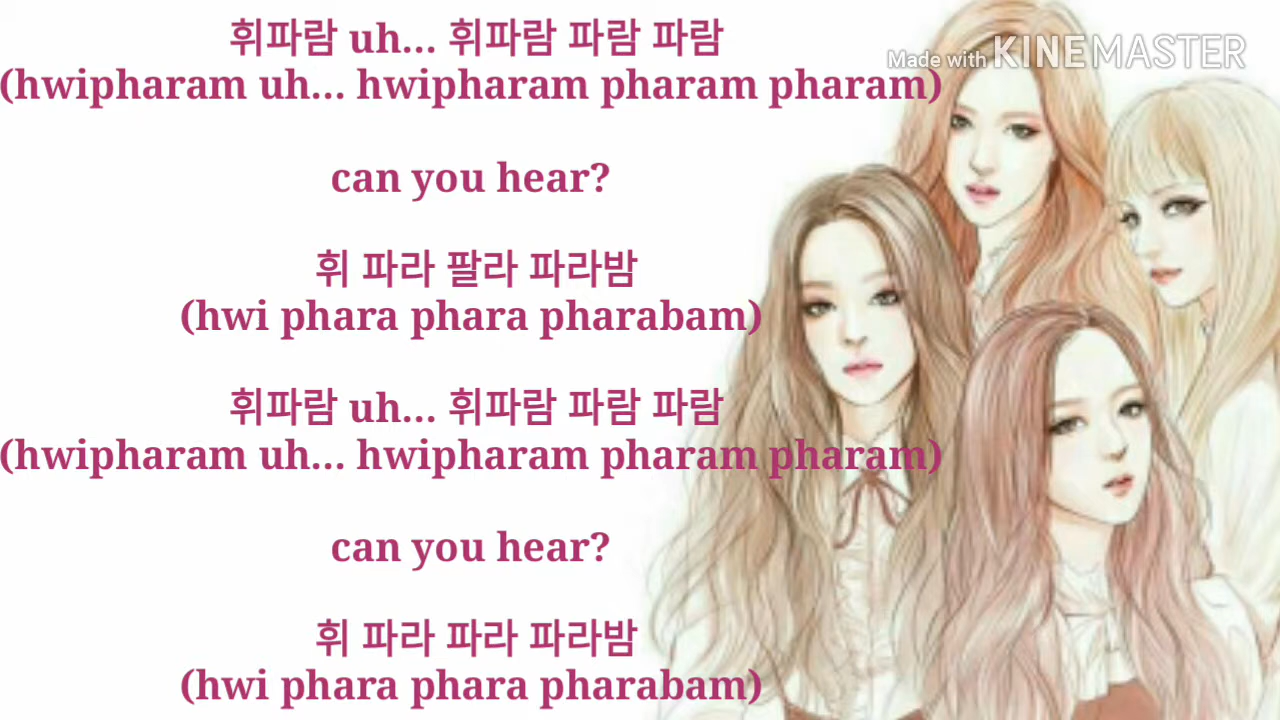 휘파람 uh... 휘파람 파람 파람
Made with KINEMASTER
(hwipharam uh... hwipharam pharam pharam)
can you hear?
휘 파라 팔라 파라밤
(hwi phara phara pharabam)
휘파람 uh... 휘파람 파람 파람
(hwipharam uh... hwipharam pharam pharam)
can you hear?
휘 파라 파라 파라밤
(hwi phara phara pharabam)